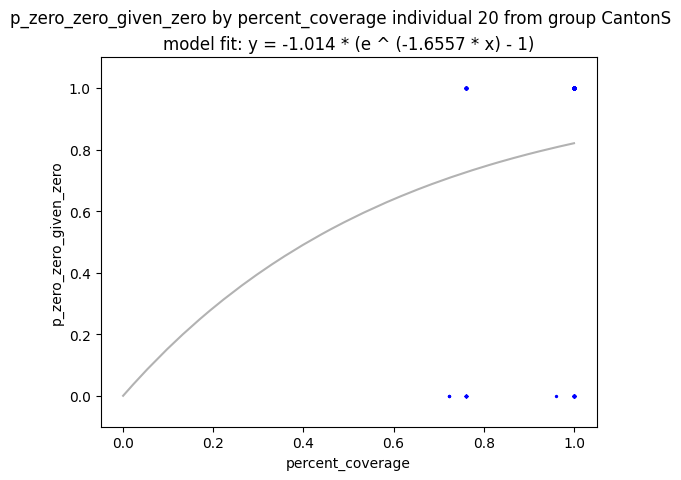 p_zero_zero_given_zero by percent_coverage individual 20 from group CantonS
model fit: y = -1.014 * (e ^ (-1.6557 * x) - 1)
1.0
0.8
0.6
0.4
0.2
0.0
p_zero_zero_given_zero
0.0 0.2 0.4 0.6 0.8 1.0
percent_coverage